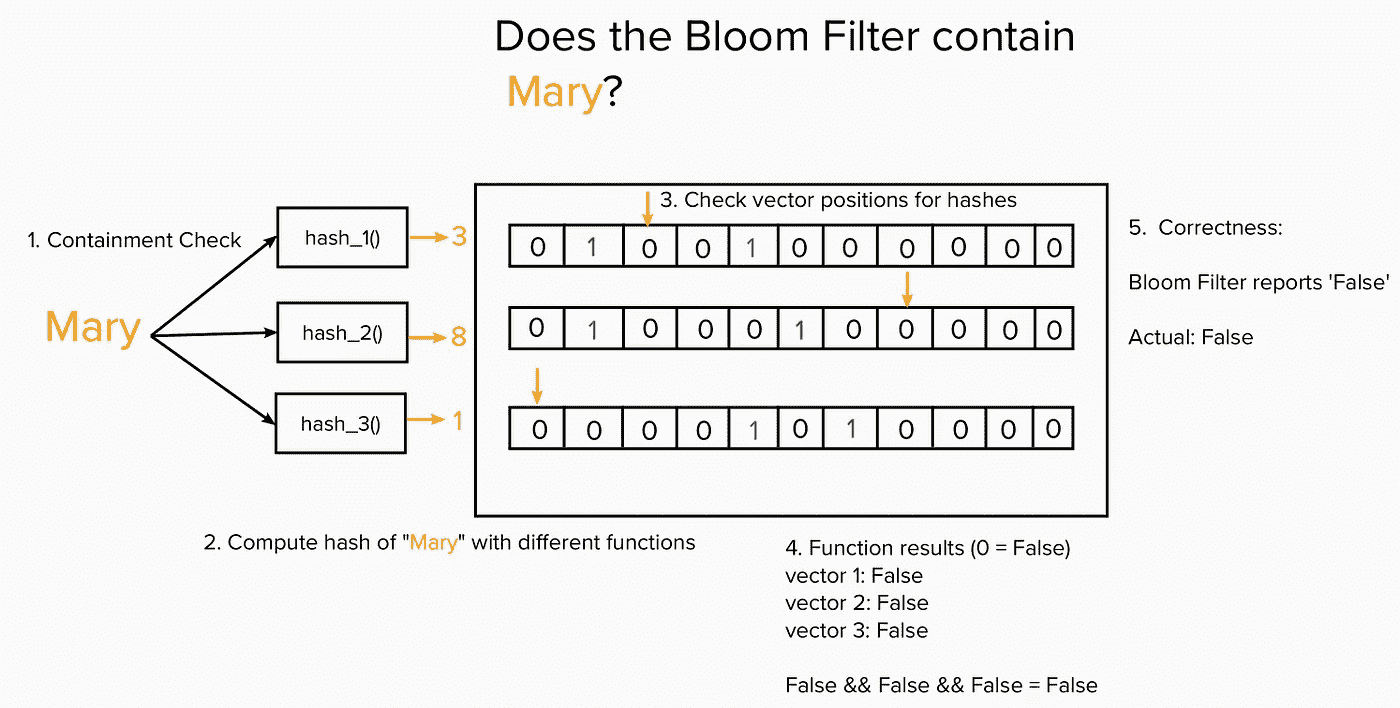 Does the Bloom Filter contain
Mary?
1. Containment Check
Mary
hash_1()
3
hash_2()
8
hash_3()
1
3. Check vector positions for hashes
0 1 0 0 1 0 0 0 0 0 0
0 1 0 0 0 1 0 0 0 0 0
0 0 0 0 1 0 1 0 0 0 0
2. Compute hash of "Mary" with different functions
4. Function results (0 = False)
vector 1: False
vector 2: False
vector 3: False
False && False && False = False
5. Correctness:
Bloom Filter reports 'False'
Actual: False